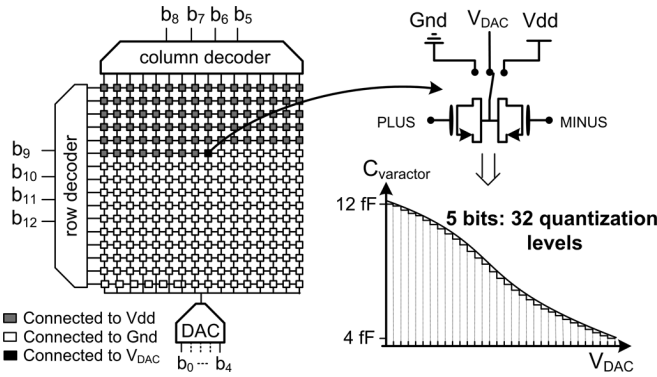 b8 b7 b6 b5
column decoder
row decoder
b9
b10
b11
b12
DAC
b0 --- b4
Connected to Vdd
Connected to Gnd
Connected to VDAC
Gnd VDAC Vdd
PLUS MINUS
Cvaractor
12 fF
5 bits: 32 quantization
levels
4 fF
VDAC